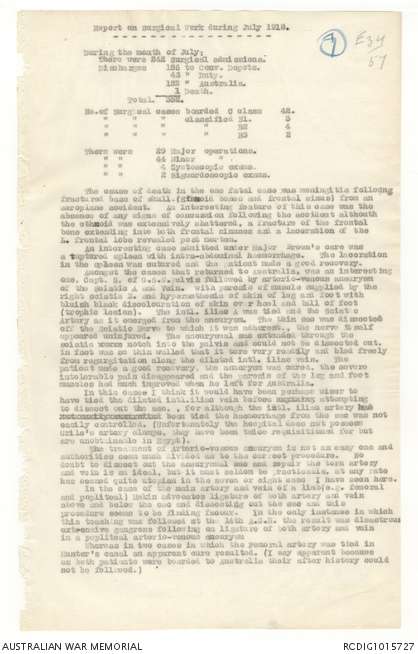 Report on Surgical Work during July 1918.
7
E34
57
During the month of July:
There were 342 surgical admissions.
Discharges 156 to Conv. Depots.
43 " Duty.
132 " Australia.
1 Death.
Total. 332.
No. of Surgical cases boarded C class 42.
" " " classified B1. 3
" " " " B2 4
" " " " B3 2
There were 29 Major operations.
" " 44 Minor "
" " 4 Cystoscopic exams.
" " 2 Sigmoidoscopic exams.
The cause of death in the one fatal case was meningitis following
fractured base of skull (ethmoid bones and frontal sinus) from an
aeroplane accident. An interesting feature of this case was the
absence of any signs of concussion following the accident although
the ethmoid was extensively shattered, a fracture of the frontal
bone extending into both frontal sinuses and a laceration of the
L. frontal lobe revealed post mortem.
An interesting case admitted under Major Brown's care was
a ruptured spleen with intra-abdominal haemorrhage. The laceration
in the spleen was sutured and the patient made a good recovery.
Amongst the cases that returned to Australia, was an interesting
one, Capt. S. of G.S.W. pelvis followed by arterio-venous aneurysm
of the Sciatic A and Vein. with paresis of muscle supplied by the
right sciatic N. and hypoaesthesia of skin of leg and foot with
bluish black discolouration of skin over heel and ball of foot
(trophic lesion). The intl. iliac A was tied and the Sciatic
Artery as it emerged from the aneurysm. The skin sac was dissected
off the Sciatic Nerve to which it was adherent, the nerve itself
appeared uninjured. The aneurysmal sac extended through the
sciatic worn notch into the pelvis and could not be dissected out,
in fact was so thin walled that it tore very readily and bled freely
from regurgitation along the dilated intl. iliac vein. The
patient made a good recovery, the aneurysm was cured, the severe
intolerable pain disappeared and the paresis of the leg and foot
muscles had much improved when he left for Australia.
In this case I think it would have been perhaps wiser to
have tied the dilated intl. iliac vein before attempting
to dissect out the sac, for although the intl. iliac artery had
been tied the haemorrhage from the sac was not
easily controlled. (Unfortunately the hospital does not possess
Crile's artery clamps, they have been twice requisitioned for but
are unobtainable in Egypt).
The treatment of Arterio-venous aneurysm is not an easy one and
authorities seem much divided as to the correct procedure. No
doubt to dissect out the aneurysmal sac and repair the torn artery
and vein is ideal, but it must seldom be practicable, at any rate
has seemed quite utopian in the seven or eight cases I have seen here.
In the case of the main artery and vein of a limb (e.g. femoral
and popliteal) Makin advocates ligature of both artery and vein
above and below the sac and dissecting out the sac and this
procedure seems to be finding favour. In the only instance in which
this teaching was followed at the 14th A.G.H. the result was disastrous
extensive gangrene following on ligature of both artery and vein
in a popliteal arterio-venous aneurysm
Whereas in two cases in which the femoral artery was tied in
Hunter's canal an apparent cure resulted. (I say apparent because
as both patients were boarded to Australia their after history could
not be followed.)
AUSTRALIAN WAR MEMORIAL
RCDIG1015727